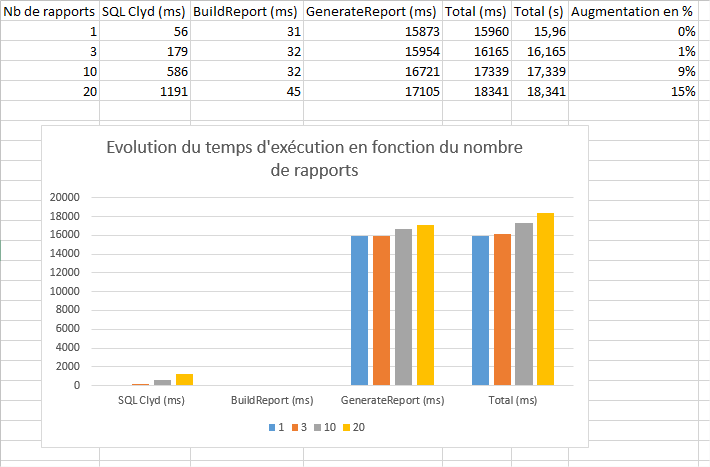 Nb de rapports SQL Clyd (ms) BuildReport (ms) GenerateReport (ms) Total (ms) Total (s) Augmentation en %
1 56 31 15873 15960 15,96 0%
3 179 32 15954 16165 16,165 1%
10 586 32 16721 17339 17,339 9%
20 1191 45 17105 18341 18,341 15%
Evolution du temps d'exécution en fonction du nombre
de rapports
20000
18000
16000
14000
12000
10000
8000
6000
4000
2000
0
SQL Clyd (ms) BuildReport (ms) GenerateReport (ms) Total (ms)
1 3 10 20